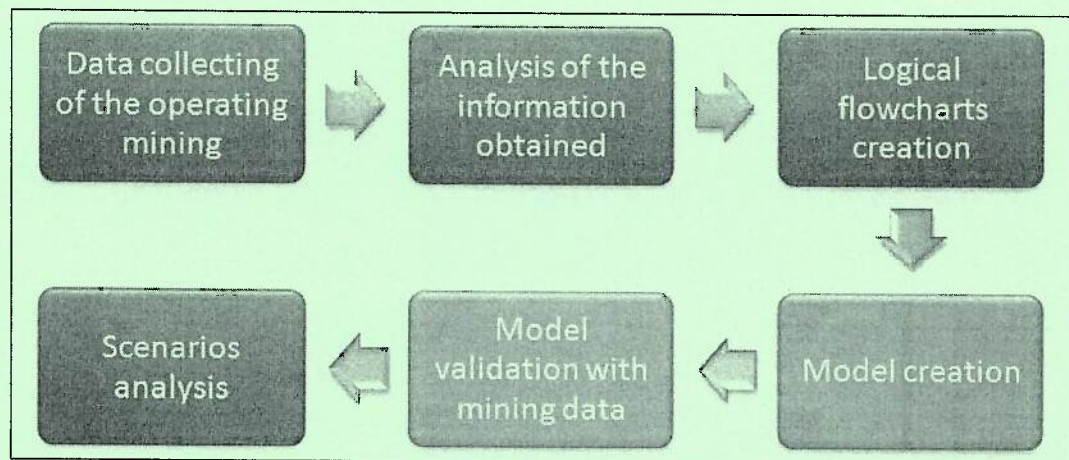 Data collecting
of the operating
mining
Analysis of the
information
obtained
Logical
flowcharts
creation
Model creation
Model
validation with
mining data
Scenarios
analysis